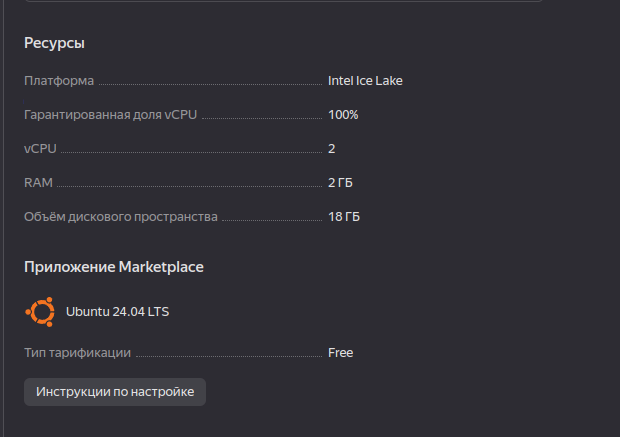 Ресурсы
Платформа Intel Ice Lake
Гарантированная доля vCPU 100%
vCPU 2
RAM 2 ГБ
Объём дискового пространства 18 ГБ
Приложение Marketplace
Ubuntu 24.04 LTS
Тип тарификации Free
Инструкции по настройке